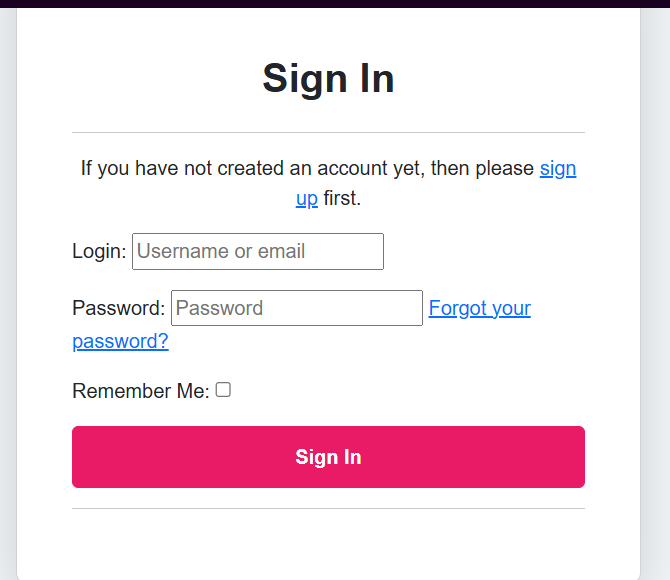 Sign In
If you have not created an account yet, then please sign
up first.
Login: Username or email
Password: Password Forgot your
password?
Remember Me:
Sign In